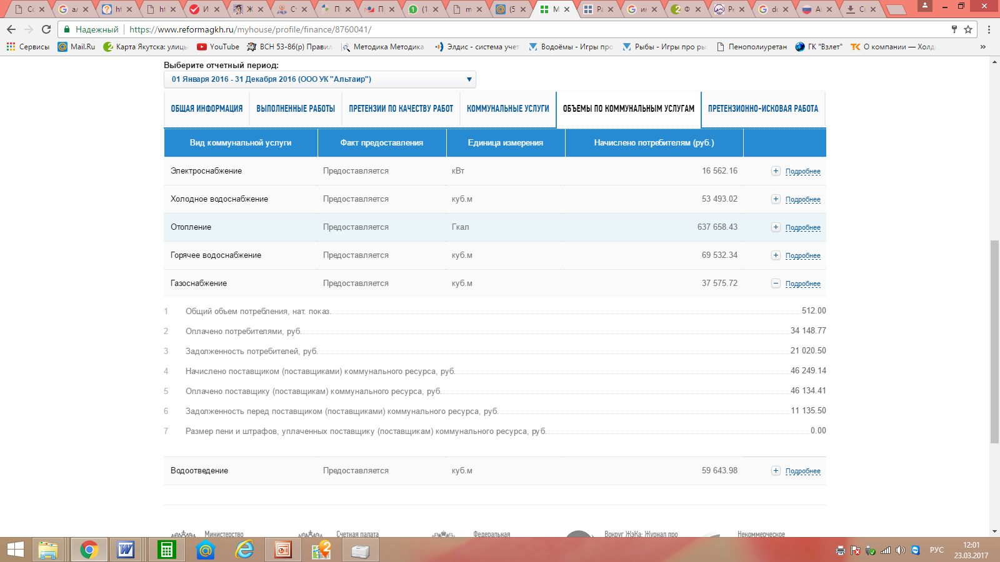 Надежный https://www.reformagkh.ru/myhouse/profile/finance/8760041/
Сервисы Mail.Ru Карта Якутска: улицы YouTube ВСН 53-86(р) Правил Методика Методика Элдис - система учет Водоёмы - Игры про Рыбы - Игры про ры Пенополиуретан ГК "Взлет" О компании — Холд »
Выберите отчетный период:
01 Января 2016 - 31 Декабря 2016 (ООО УК "Альтаир")
ОБЩАЯ ИНФОРМАЦИЯ ВЫПОЛНЕННЫЕ РАБОТЫ ПРЕТЕНЗИИ ПО КАЧЕСТВУ РАБОТ КОММУНАЛЬНЫЕ УСЛУГИ ОБЪЕМЫ ПО КОММУНАЛЬНЫМ УСЛУГАМ ПРЕТЕНЗИОННО-ИСКОВАЯ РАБОТА
Вид коммунальной услуги Факт предоставления Единица измерения Начислено потребителям (руб.)
Электроснабжение Предоставляется кВт 16 562.16 Подробнее
Холодное водоснабжение Предоставляется куб.м 53 493.02 Подробнее
Отопление Предоставляется Гкал 637 658.43 Подробнее
Горячее водоснабжение Предоставляется куб.м 69 532.34 Подробнее
Газоснабжение Предоставляется куб.м 37 575.72 Подробнее
1 Общий объем потребления, нат. показ. 512.00
2 Оплачено потребителями, руб. 34 148.77
3 Задолженность потребителей, руб. 21 020.50
4 Начислено поставщиком (поставщиками) коммунального ресурса, руб. 46 249.14
5 Оплачено поставщику (поставщикам) коммунального ресурса, руб. 46 134.41
6 Задолженность перед поставщиком (поставщиками) коммунального ресурса, руб. 11 135.50
7 Размер пени и штрафов, уплаченных поставщику (поставщикам) коммунального ресурса, руб. 0.00
Водоотведение Предоставляется куб.м 59 643.98 Подробнее
Министерство Счетная палата Федеральная Вокруг ЖэКа: Журнал про Некоммерческое
РУС 12:01
23.03.2017